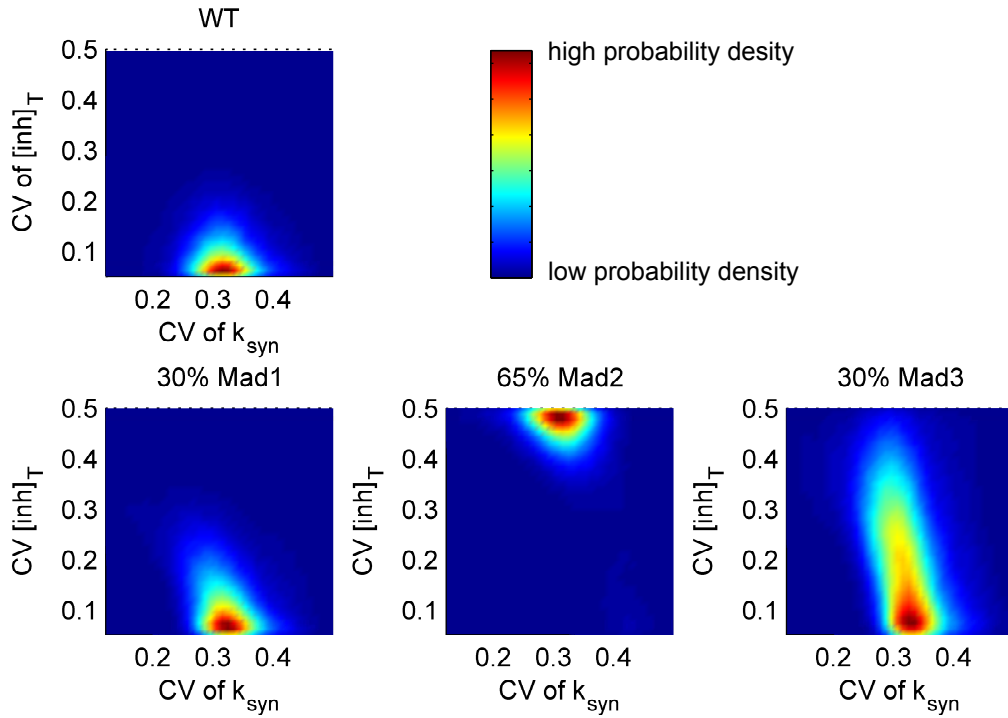 WT
high probability desity
low probability density
0.5
0.4
0.3
0.2
0.1
CV of [inh]T
0.2 0.3 0.4
CV of ksyn
30% Mad1
0.5
0.4
0.3
0.2
0.1
CV [inh]T
0.2 0.3 0.4
CV of ksyn
65% Mad2
0.5
0.4
0.3
0.2
0.1
CV [inh]T
0.2 0.3 0.4
CV of ksyn
30% Mad3
0.5
0.4
0.3
0.2
0.1
CV [inh]T
0.2 0.3 0.4
CV of ksyn